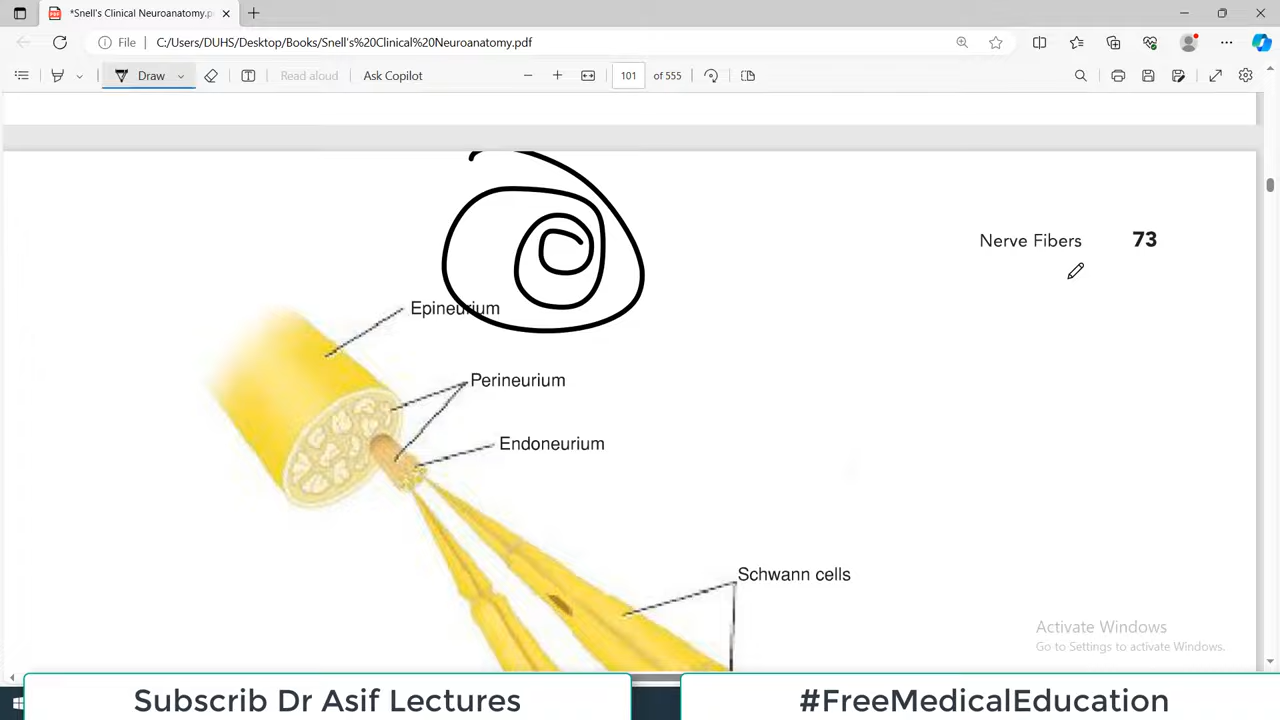 *Snell's Clinical Neuroanatomy.p
File
C:/Users/DUHS/Desktop/Books/Snell's%20Clinical%20Neuroanatomy.pdf
Draw
Read aloud
Ask Copilot
101
of 555
Nerve Fibers 73
Epineurium
Perineurium
Endoneurium
Schwann cells
Activate Windows
Go to Settings to activate Windows.
Subscrib Dr Asif Lectures
#FreeMedicalEducation